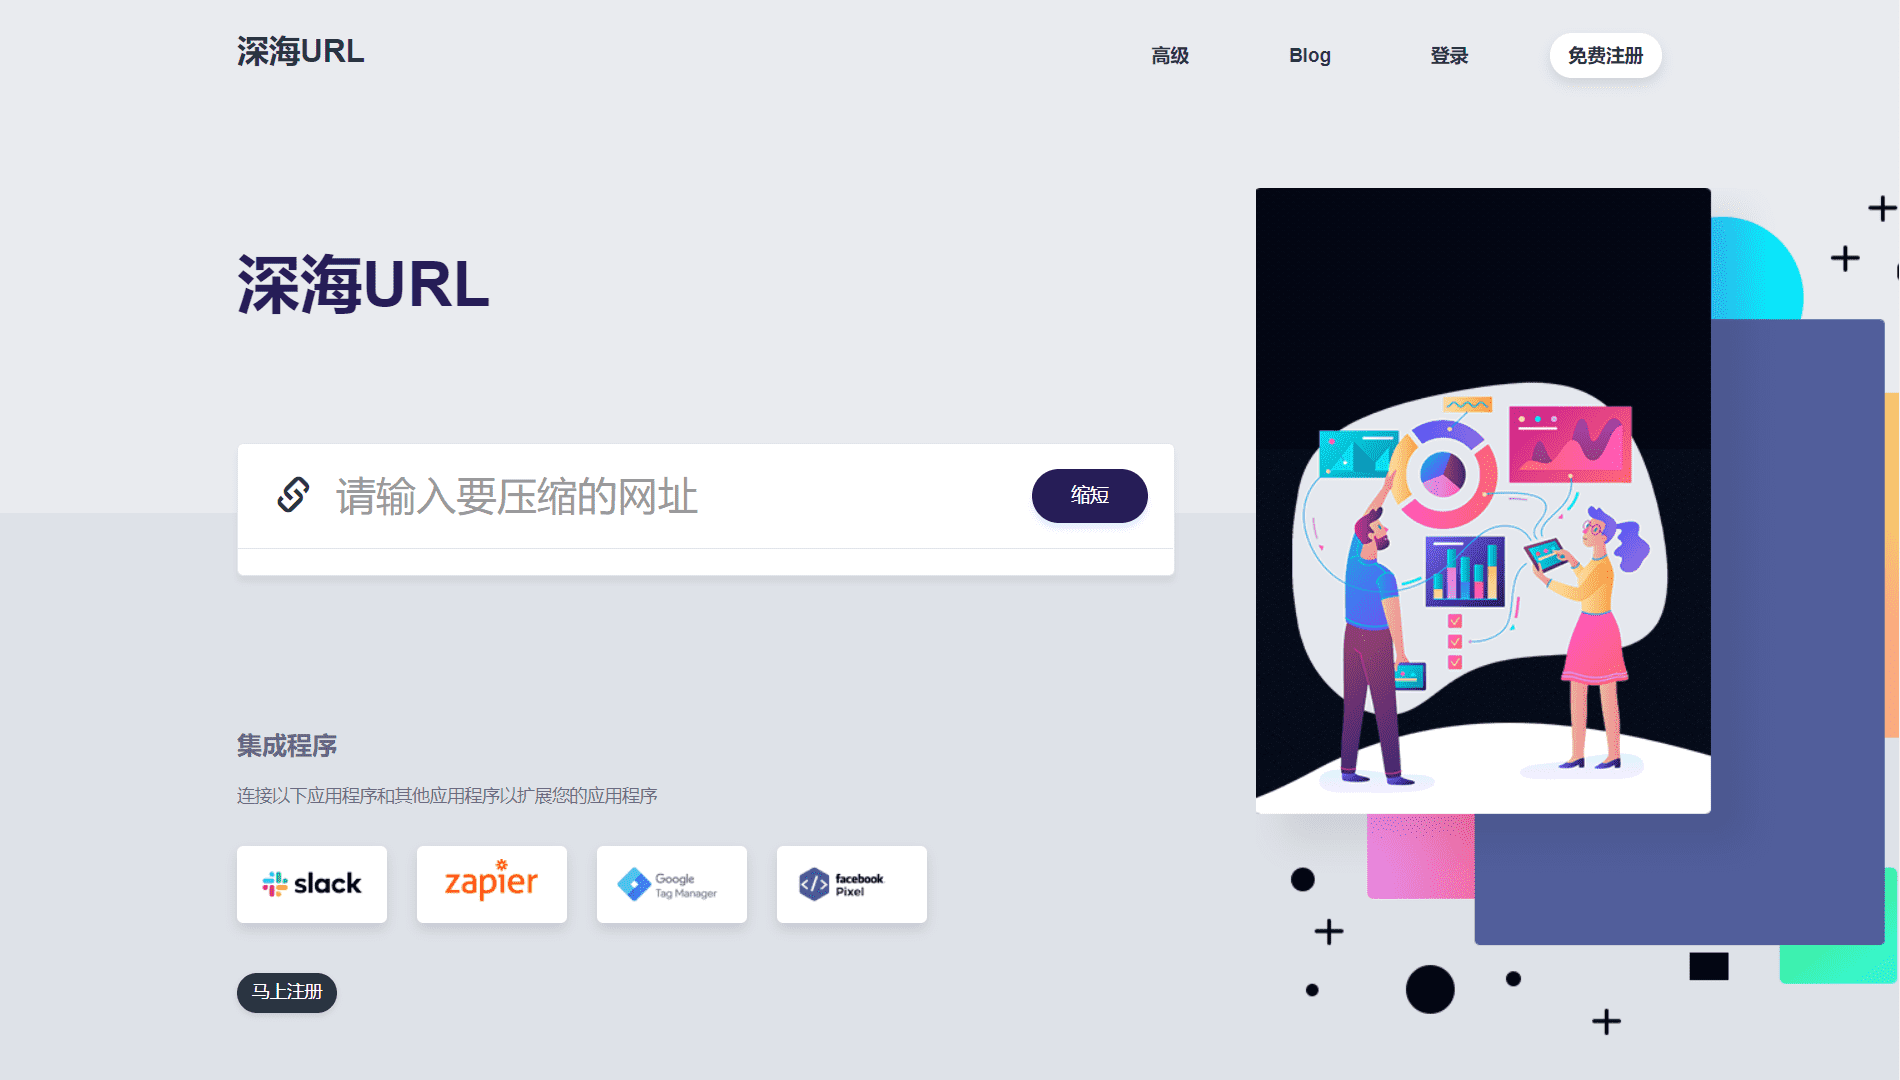 深海URL
高级
Blog
登录
免费注册
深海URL
请输入要压缩的网址
缩短
集成程序
连接以下应用程序和其他应用程序以扩展您的应用程序
slack
zapier
Google
Tag Manager
facebook
Pixel
马上注册